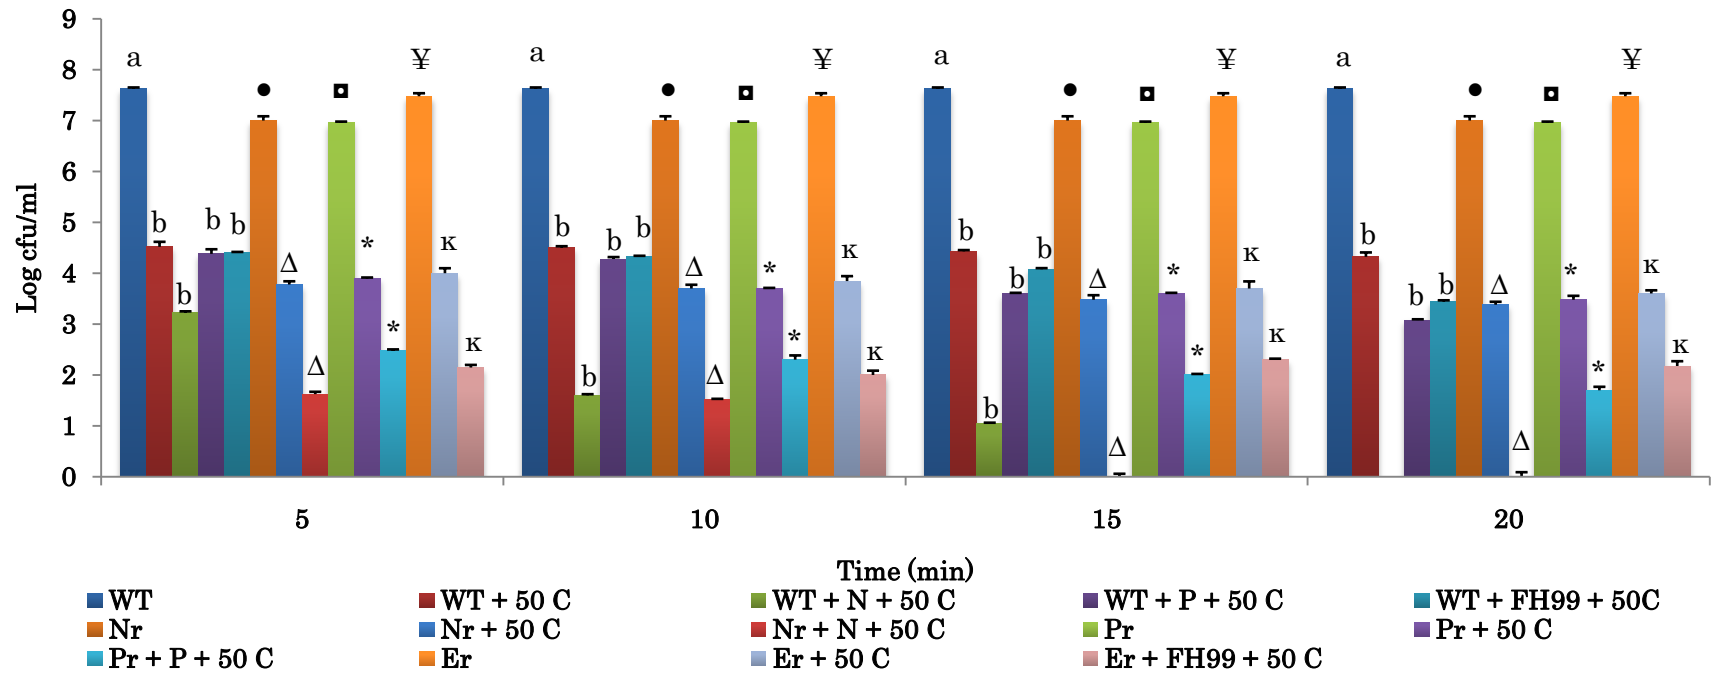 9
8
7
6
5
4
3
2
1
0
Log cfu/ml
a ● ◘ ¥ a ● ◘ ¥ a ● ◘ ¥ a ● ◘ ¥
b b b b Δ Δ * * κ κ
b b b b Δ Δ * * κ κ
b b b b Δ Δ * * κ κ
b b b Δ Δ * * κ κ
5 10 15 20
Time (min)
WT WT + 50 C WT + N + 50 C WT + P + 50 C WT + FH99 + 50C
Nr Nr + 50 C Nr + N + 50 C Pr Pr + 50 C
Pr + P + 50 C Er Er + 50 C Er + FH99 + 50 C